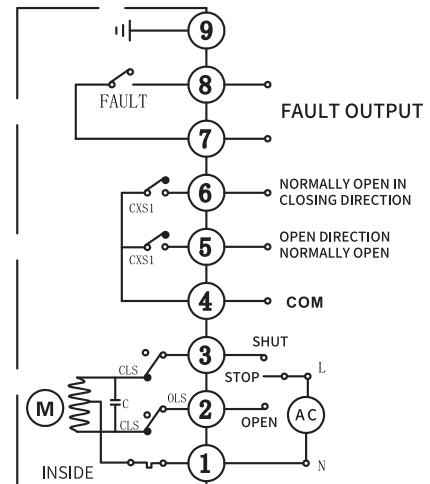 9
8
FAULT
FAULT OUTPUT
7
6
NORMALLY OPEN IN
CLOSING DIRECTION
CXS1
5
OPEN DIRECTION
NORMALLY OPEN
CXS1
4
COM
3
SHUT
CLS
STOP
L
M
C
OLS
2
AC
CLS
OPEN
1
N
INSIDE